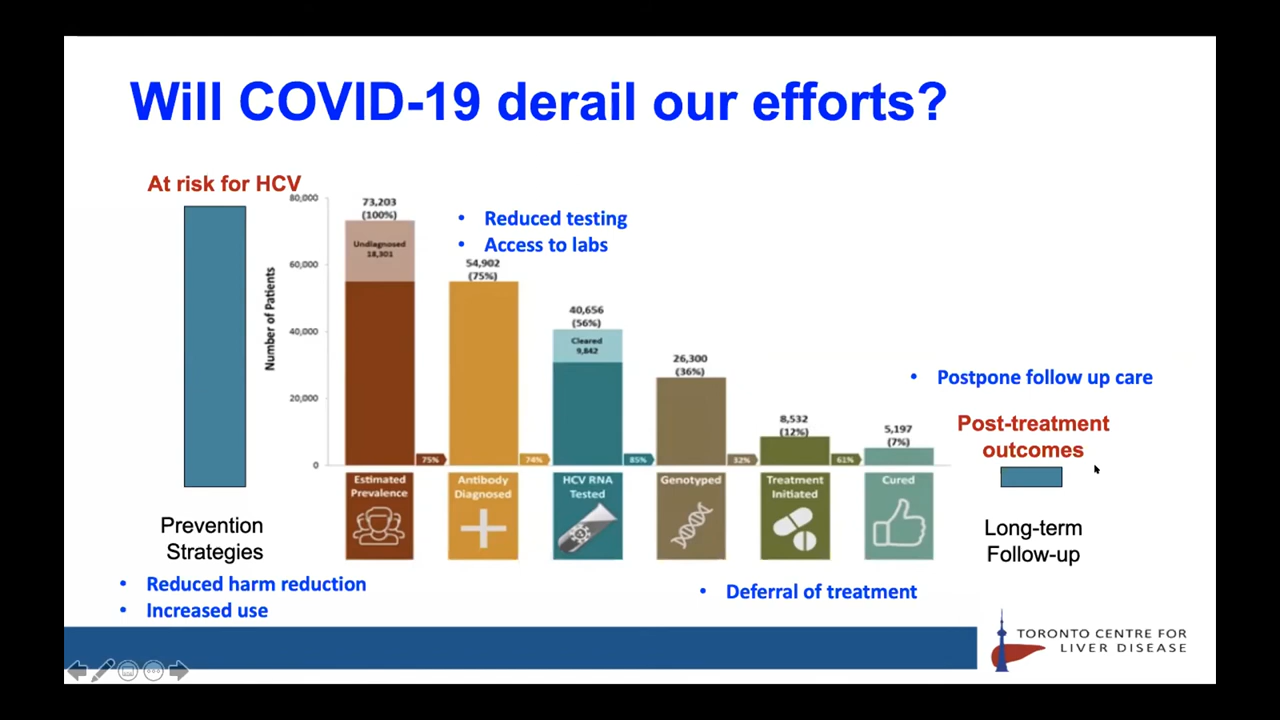 Will COVID-19 derail our efforts?
At risk for HCV
80,000
60,000
40,000
20,000
0
Number of Patients
73,203
(100%)
Undiagnosed
18,301
• Reduced testing
• Access to labs
54,902
(75%)
40,656
(56%)
Cleared
9,842
26,300
(36%)
8,532
(12%)
5,197
(7%)
• Postpone follow up care
Post-treatment
outcomes
75%
74%
85%
32%
61%
Estimated
Prevalence
Antibody
Diagnosed
HCV RNA
Tested
Genotyped
Treatment
Initiated
Cured
Prevention
Strategies
Long-term
Follow-up
• Reduced harm reduction
• Increased use
• Deferral of treatment
TORONTO CENTRE FOR
LIVER DISEASE